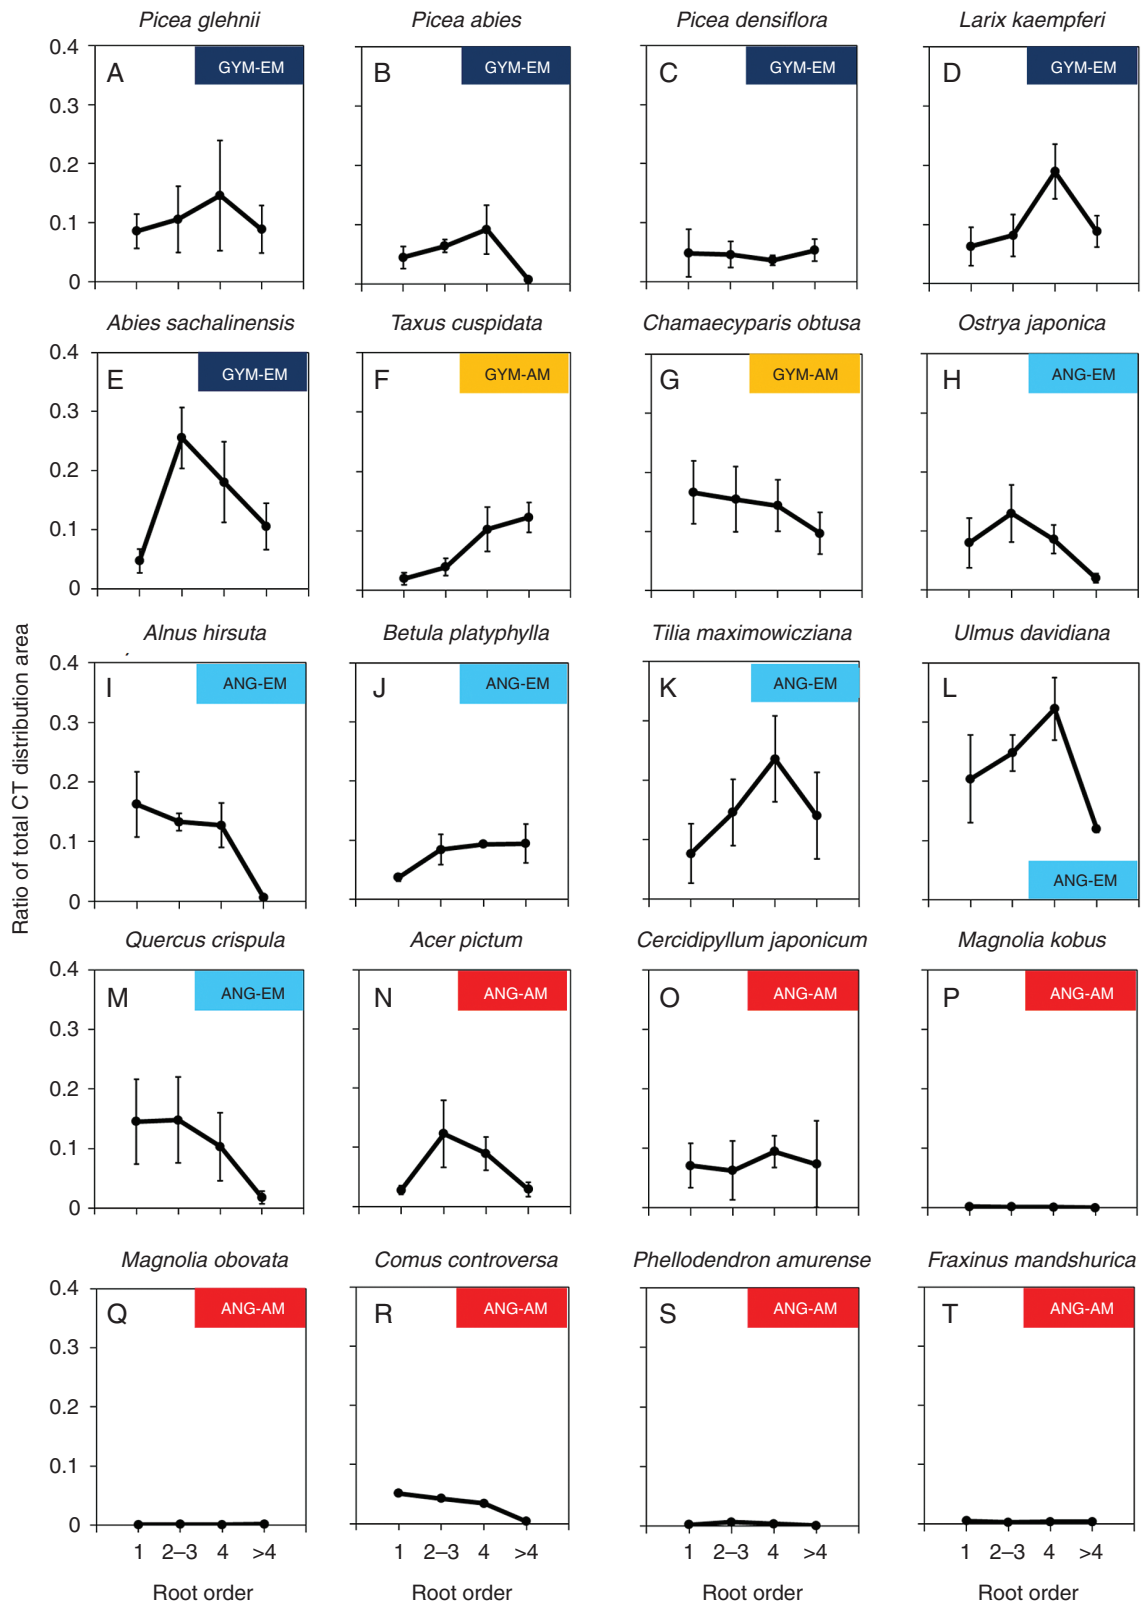 Picea glehnii Picea abies Picea densiflora Larix kaempferi
0.4 A GYM-EM B GYM-EM C GYM-EM D GYM-EM
0.3
0.2
0.1
0
Abies sachalinensis Taxus cuspidata Chamaecyparis obtusa Ostrya japonica
0.4 E GYM-EM F GYM-AM G GYM-AM H ANG-EM
0.3
0.2
0.1
0
Ratio of total CT distribution area
Alnus hirsuta Betula platyphylla Tilia maximowicziana Ulmus davidiana
0.4 I ANG-EM J ANG-EM K ANG-EM L
0.3
0.2
0.1
0 ANG-EM
Quercus crispula Acer pictum Cercidipyllum japonicum Magnolia kobus
0.4 M ANG-EM N ANG-AM O ANG-AM P ANG-AM
0.3
0.2
0.1
0
Magnolia obovata Comus controversa Phellodendron amurense Fraxinus mandshurica
0.4 Q ANG-AM R ANG-AM S ANG-AM T ANG-AM
0.3
0.2
0.1
0
1 2–3 4 >4 1 2–3 4 >4 1 2–3 4 >4 1 2–3 4 >4
Root order Root order Root order Root order